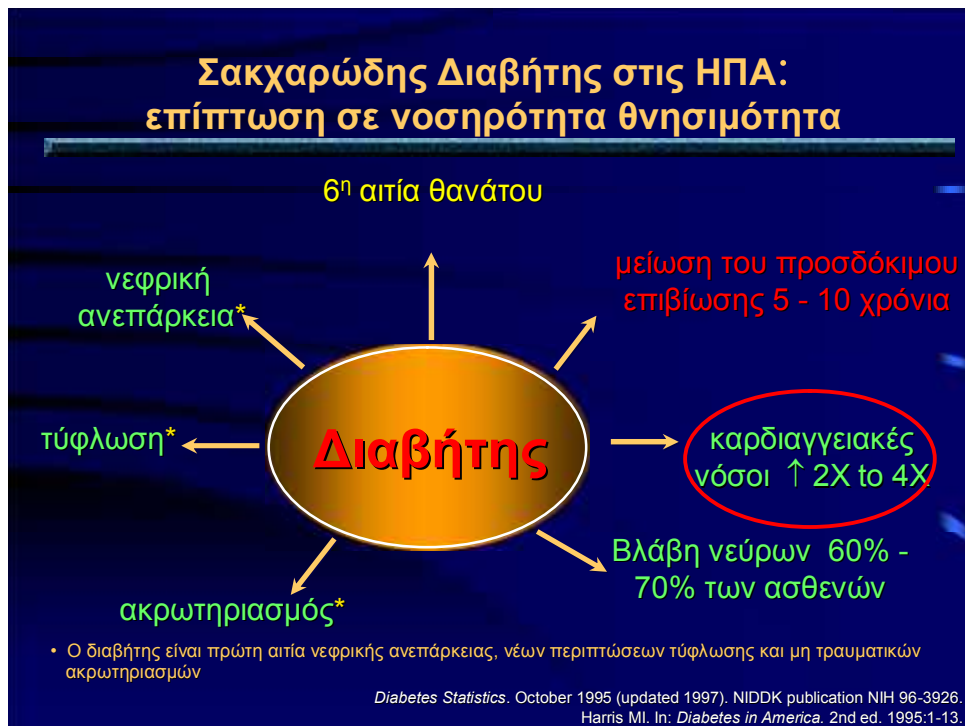 Σακχαρώδης Διαβήτης στις ΗΠΑ:
επίπτωση σε νοσηρότητα θνησιμότητα
6η αιτία θανάτου
νεφρική
ανεπάρκεια*
μείωση του προσδόκιμου
επιβίωσης 5 - 10 χρόνια
τύφλωση*
Διαβήτης
καρδιαγγειακές
νόσοι ↑ 2X to 4X
Βλάβη νεύρων 60% -
70% των ασθενών
ακρωτηριασμός*
• Ο διαβήτης είναι πρώτη αιτία νεφρικής ανεπάρκειας, νέων περιπτώσεων τύφλωσης και μη τραυματικών
ακρωτηριασμών
Diabetes Statistics. October 1995 (updated 1997). NIDDK publication NIH 96-3926.
Harris MI. In: Diabetes in America. 2nd ed. 1995:1-13.